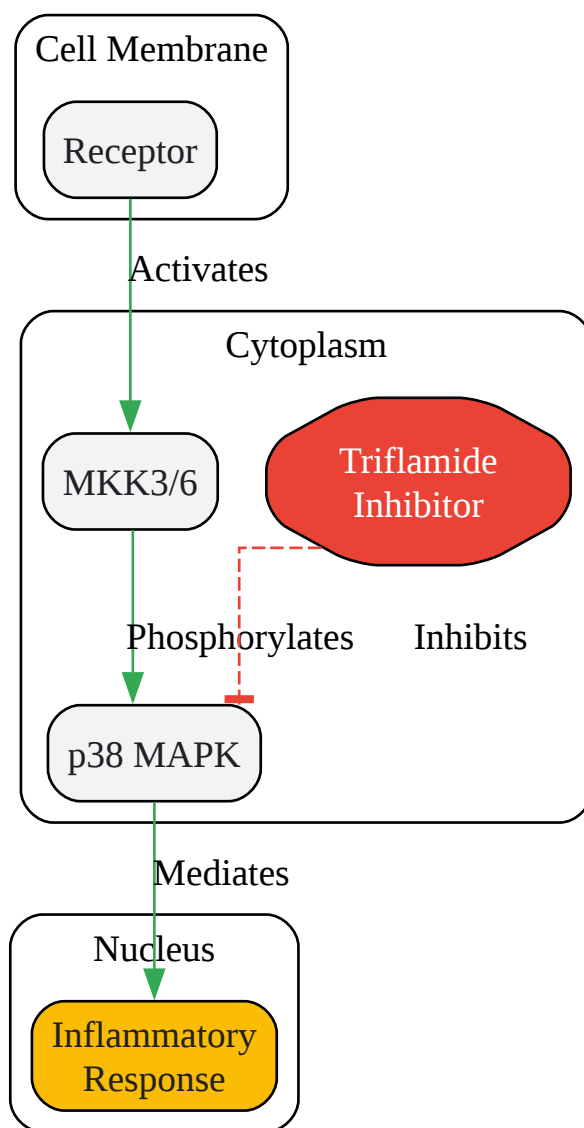 Cell Membrane
Receptor
Activates
Cytoplasm
MKK3/6
Triflamide
Inhibitor
Phosphorylates
Inhibits
p38 MAPK
Mediates
Nucleus
Inflammatory
Response